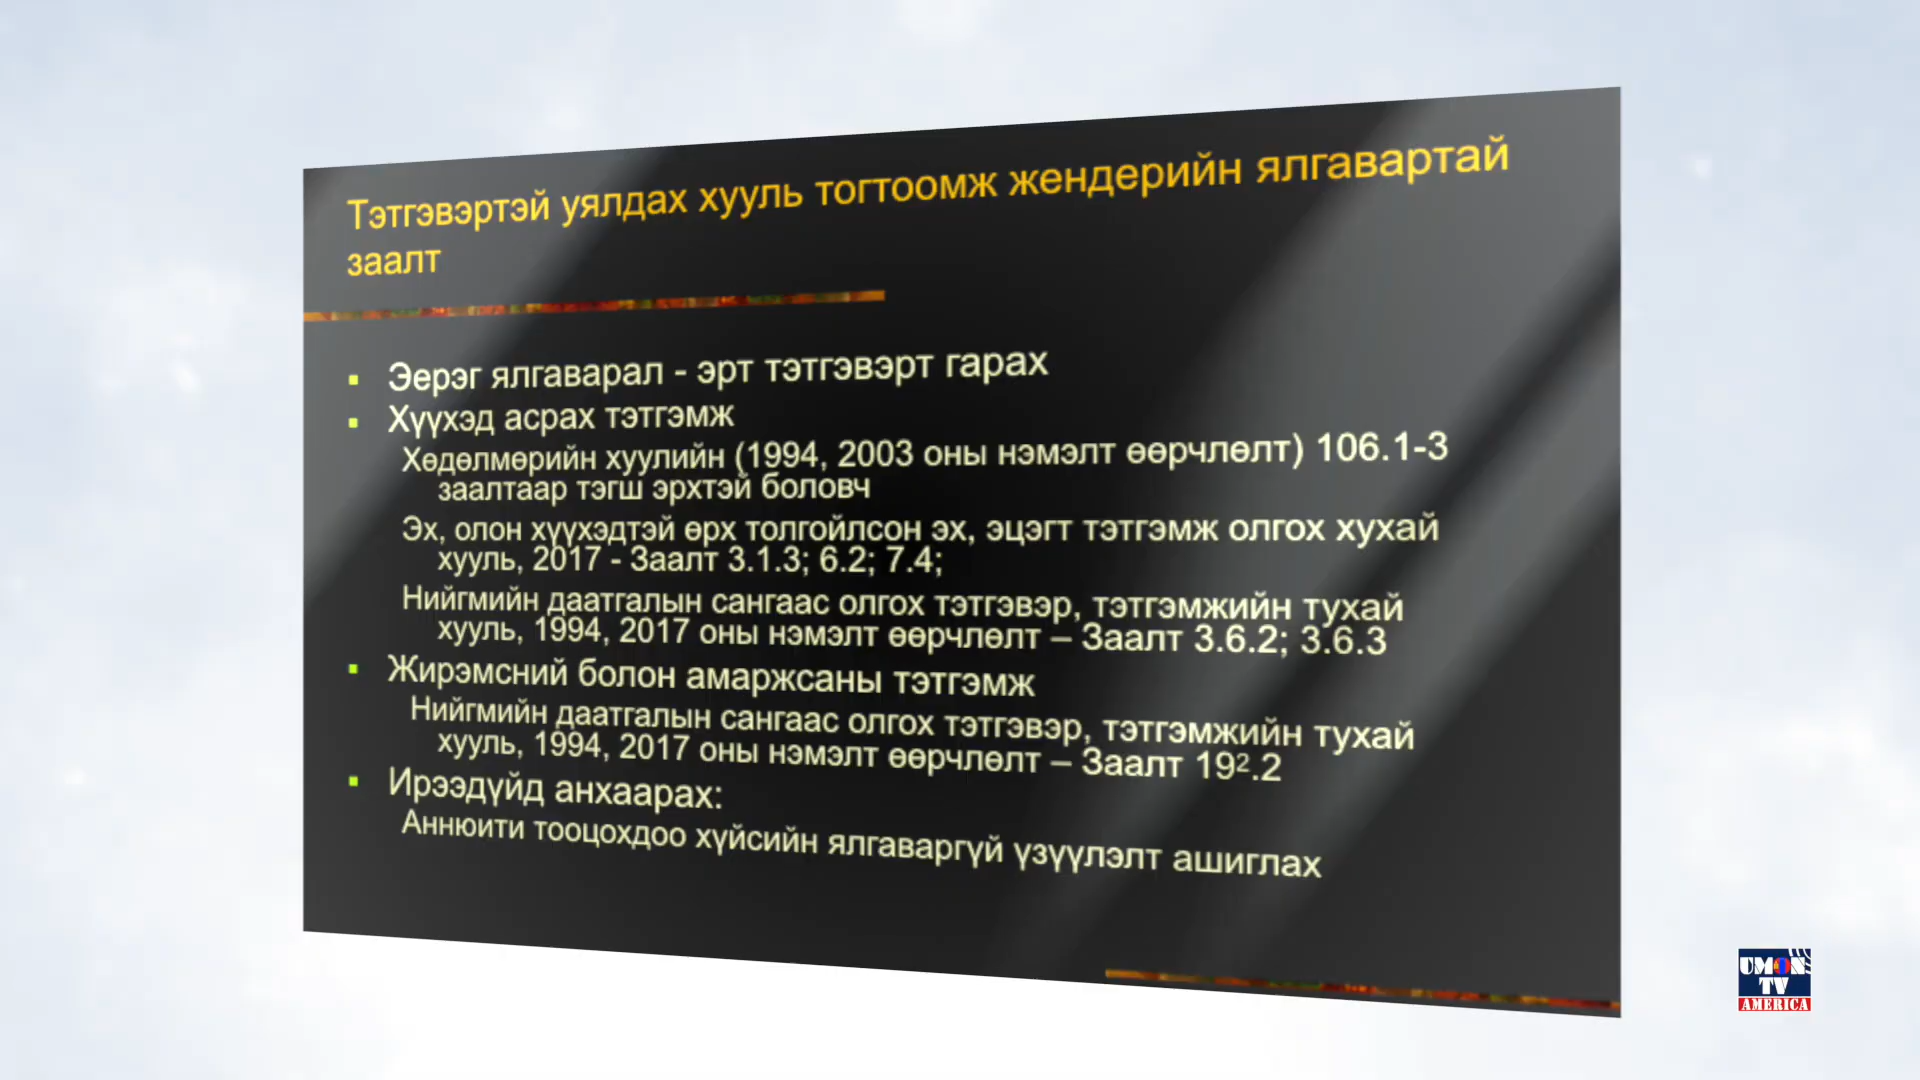 Тэтгэвэртэй уялдах хууль тогтоомж жендерийн ялгавартай
заалт
▪ Эерэг ялгаварал - эрт тэтгэвэрт гарах
▪ Хүүхэд асрах тэтгэмж
Хөдөлмөрийн хуулийн (1994, 2003 оны нэмэлт өөрчлөлт) 106.1-3
заалтаар тэгш эрхтэй боловч
Эх, олон хүүхэдтэй өрх толгойлсон эх, эцэгт тэтгэмж олгох хухай
хууль, 2017 - Заалт 3.1.3; 6.2; 7.4;
Нийгмийн даатгалын сангаас олгох тэтгэвэр, тэтгэмжийн тухай
хууль, 1994, 2017 оны нэмэлт өөрчлөлт – Заалт 3.6.2; 3.6.3
▪ Жирэмсний болон амаржсаны тэтгэмж
Нийгмийн даатгалын сангаас олгох тэтгэвэр, тэтгэмжийн тухай
хууль, 1994, 2017 оны нэмэлт өөрчлөлт – Заалт 19².2
▪ Ирээдүйд анхаарах:
Аннюити тооцохдоо хүйсийн ялгаваргүй үзүүлэлт ашиглах
UMON
TV
AMERICA